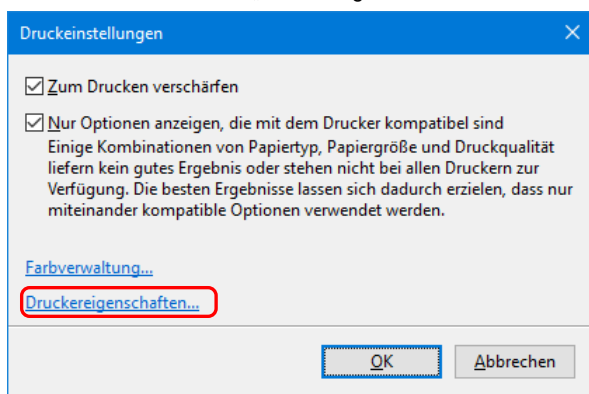 Druckeinstellungen
Zum Drucken verschärfen
Nur Optionen anzeigen, die mit dem Drucker kompatibel sind
Einige Kombinationen von Papiertyp, Papiergröße und Druckqualität
liefern kein gutes Ergebnis oder stehen nicht bei allen Druckern zur
Verfügung. Die besten Ergebnisse lassen sich dadurch erzielen, dass nur
miteinander kompatible Optionen verwendet werden.
Farbverwaltung...
Druckereigenschaften...
OK Abbrechen